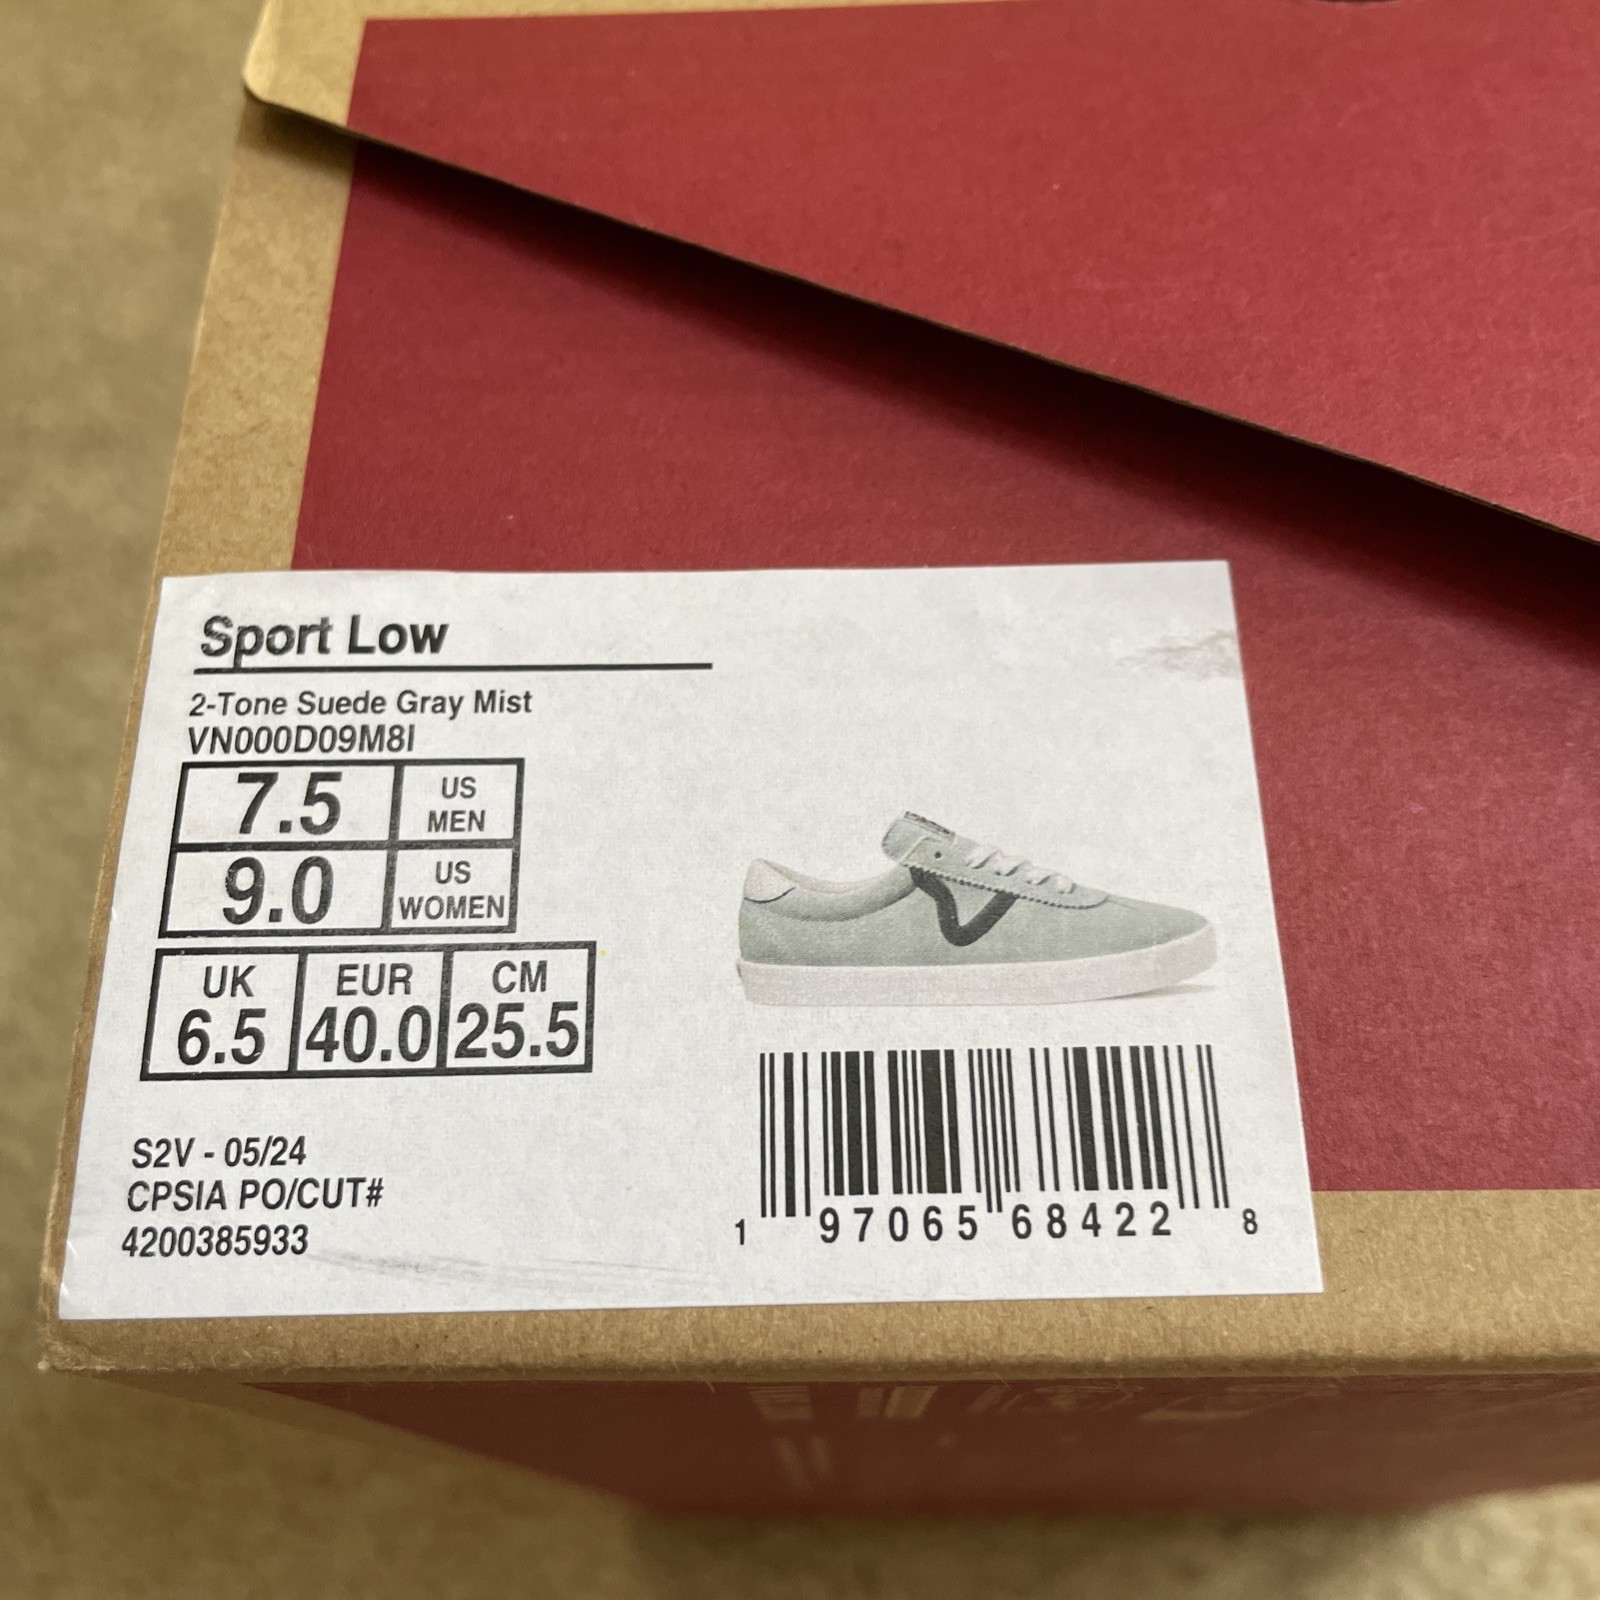 Sport Low
2-Tone Suede Gray Mist
VN000D09M8I
7.5 US MEN
9.0 US WOMEN
UK EUR CM
6.5 40.0 25.5
S2V - 05/24
CPSIA PO/CUT#
4200385933
1 97065 68422 8